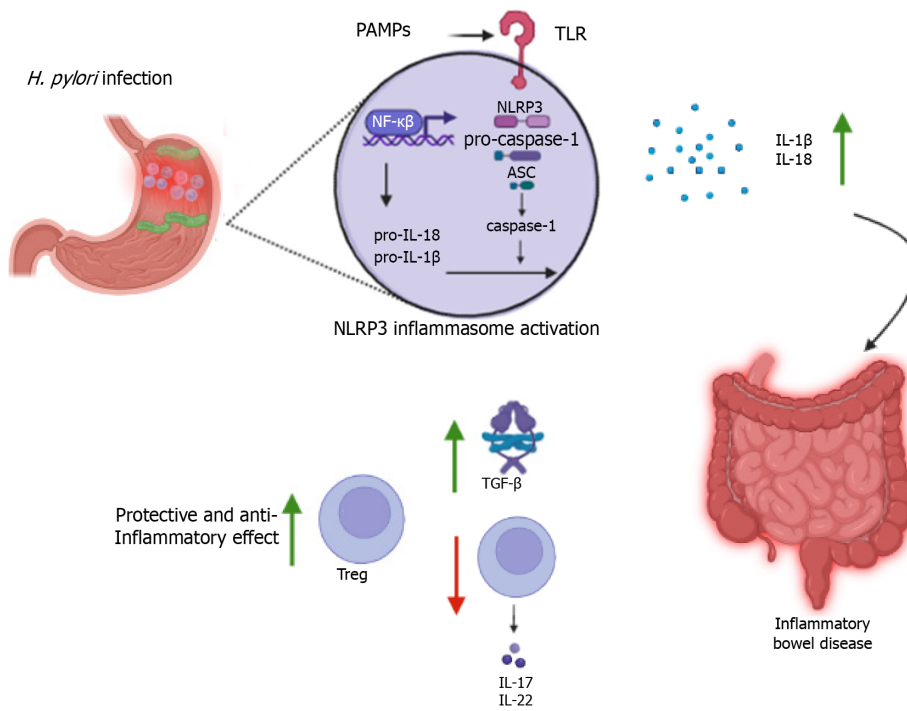 PAMPs
TLR
H. pylori infection
NLRP3
NF-κβ
pro-caspase-1
ASC
caspase-1
pro-IL-18
pro-IL-1β
NLRP3 inflammasome activation
IL-1β
IL-18
TGF-β
Protective and anti-
Inflammatory effect
Treg
IL-17
IL-22
Inflammatory
bowel disease